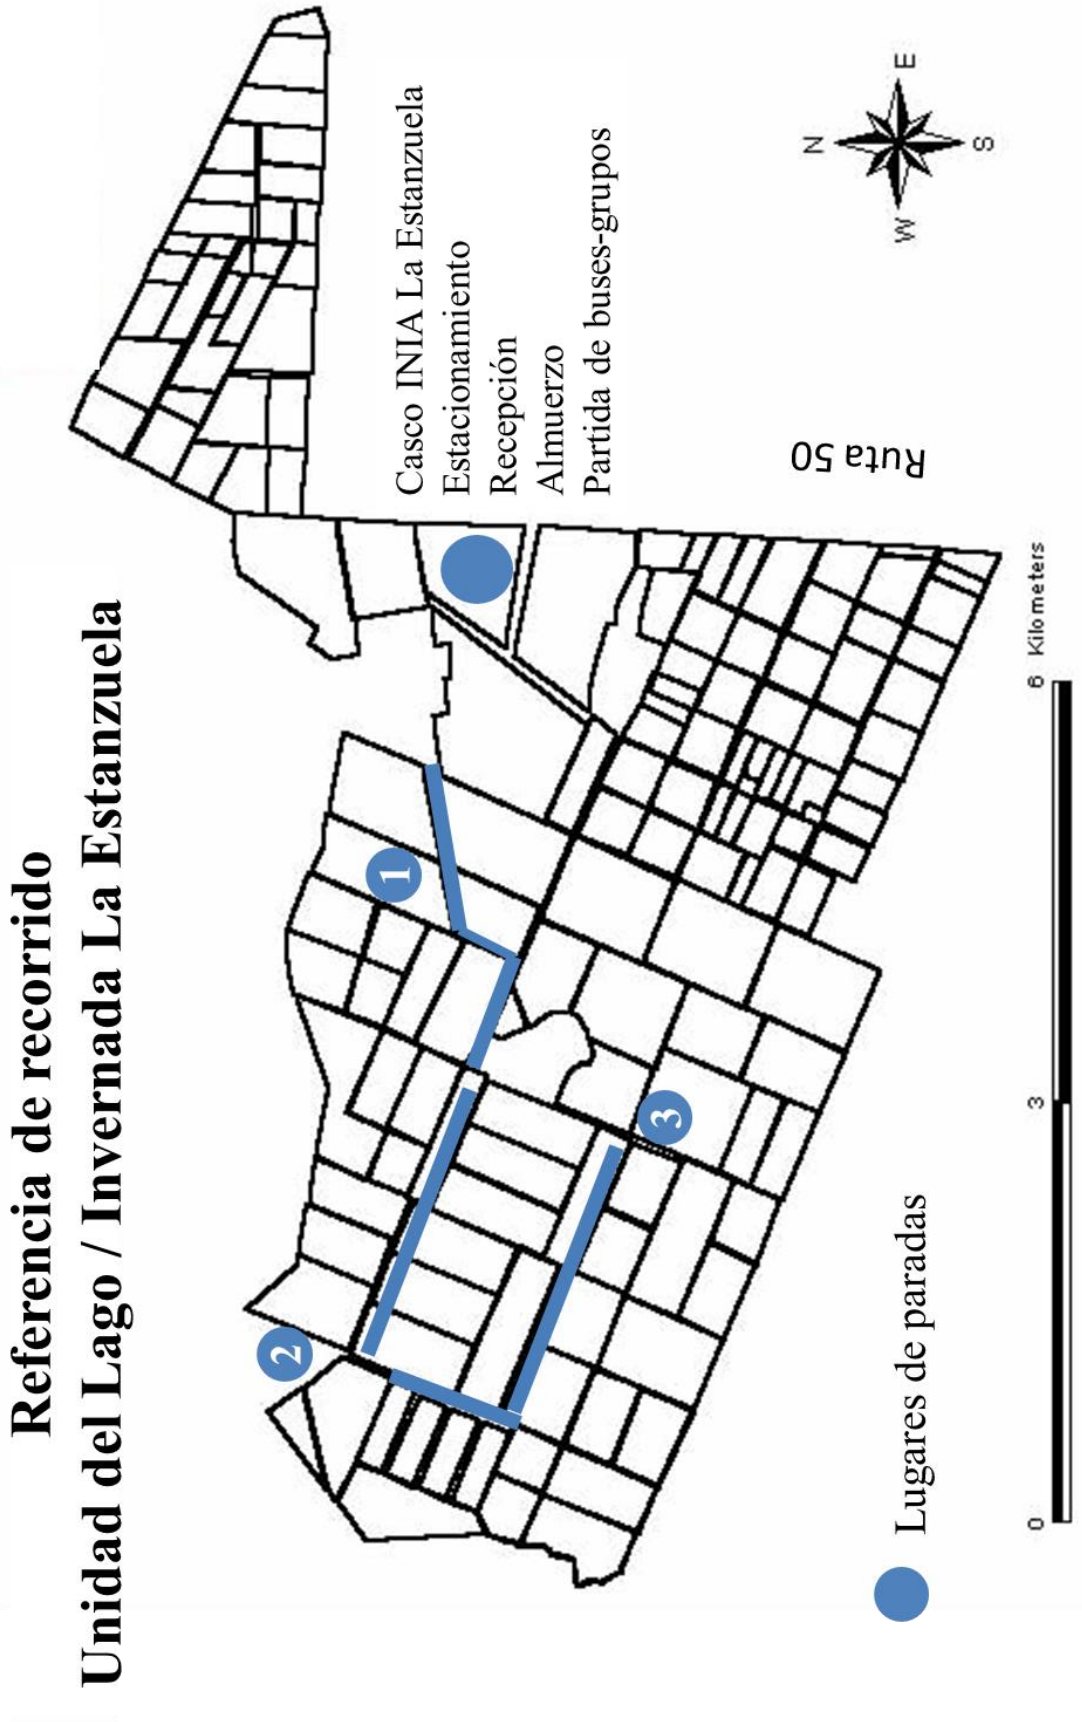 Referencia de recorrido
Unidad del Lago / Invernada La Estanzuela
Casco INIA La Estanzuela
Estacionamiento
Recepción
Almuerzo
Partida de buses-grupos
1
2
3
Ruta 50
N
W
E
S
Lugares de paradas
0
3
6 Kilometers